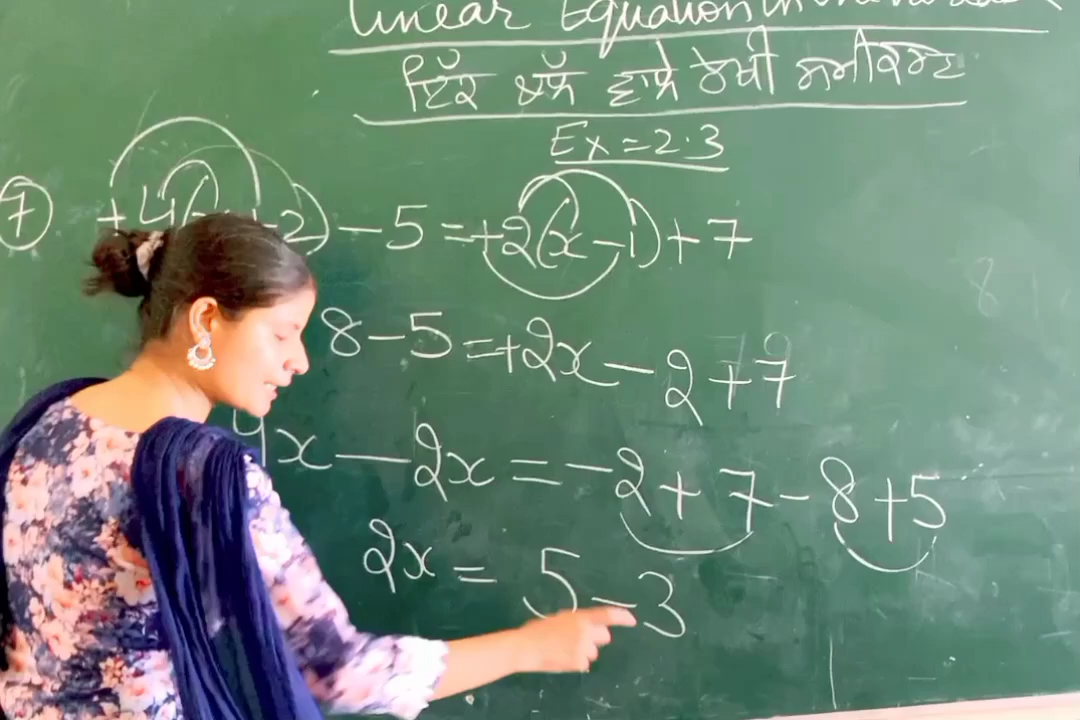 Linear Equation in
ਇੱਕ ਚੱਲ ਵਾਲੇ ਰੇਖੀ ਸਮੀਕਰਣ
Ex = 2.3
7 +4( +2) - 5 = +2(x - 1) + 7
8 - 5 = +2x - 2 + 7
4x - 2x = -2 + 7 - 8 + 5
2x = 5 - 3